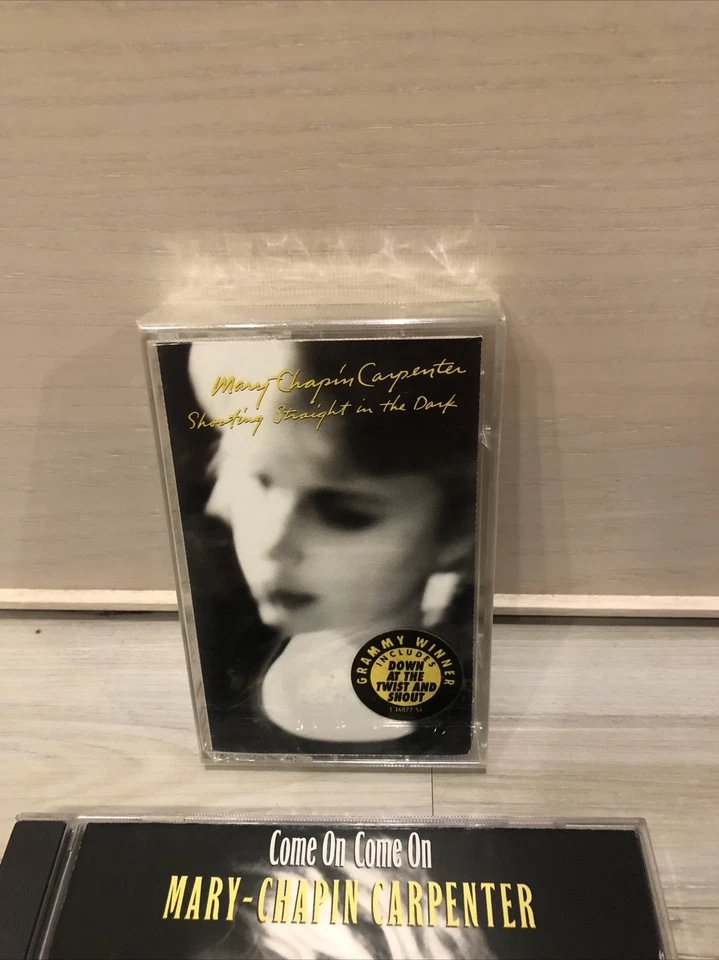 Mary-Chapin Carpenter
Shooting Straight in the Dark
GRAMMY WINNER
INCLUDES
DOWN
AT THE
TWIST AND
SHOUT
Come On Come On
MARY-CHAPIN CARPENTER